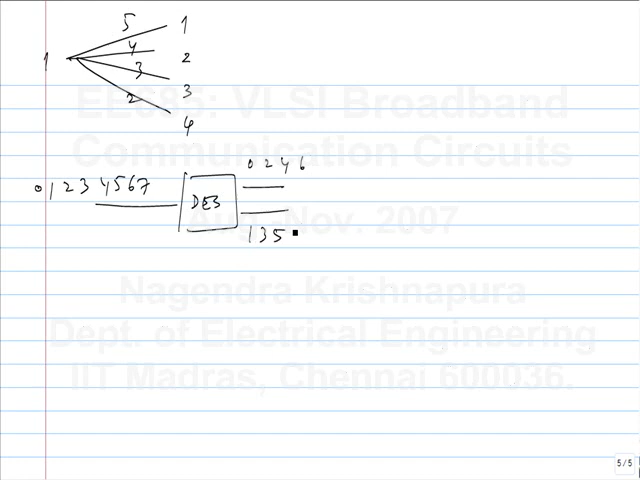 5 1
1 4 2
3 3
2 4
EE685: VLSI Broadband
Communication Circuits
0 2 4 6
0 1 2 3 4 5 6 7 DES
Aug.-Nov. 2007
1 3 5
Nagendra Krishnapura
Dept. of Electrical Engineering
IIT Madras, Chennai 600036.
5/5